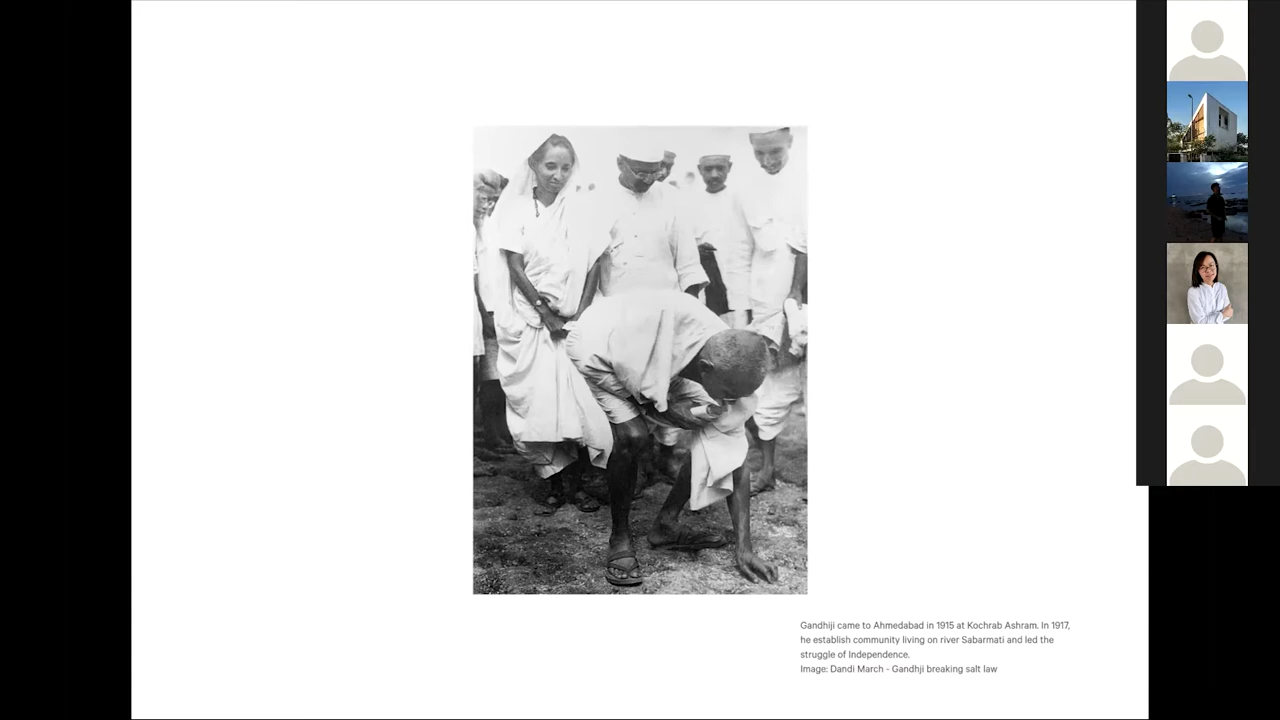 Gandhiji came to Ahmedabad in 1915 at Kochrab Ashram. In 1917,
he establish community living on river Sabarmati and led the
struggle of Independence.
Image: Dandi March - Gandhji breaking salt law